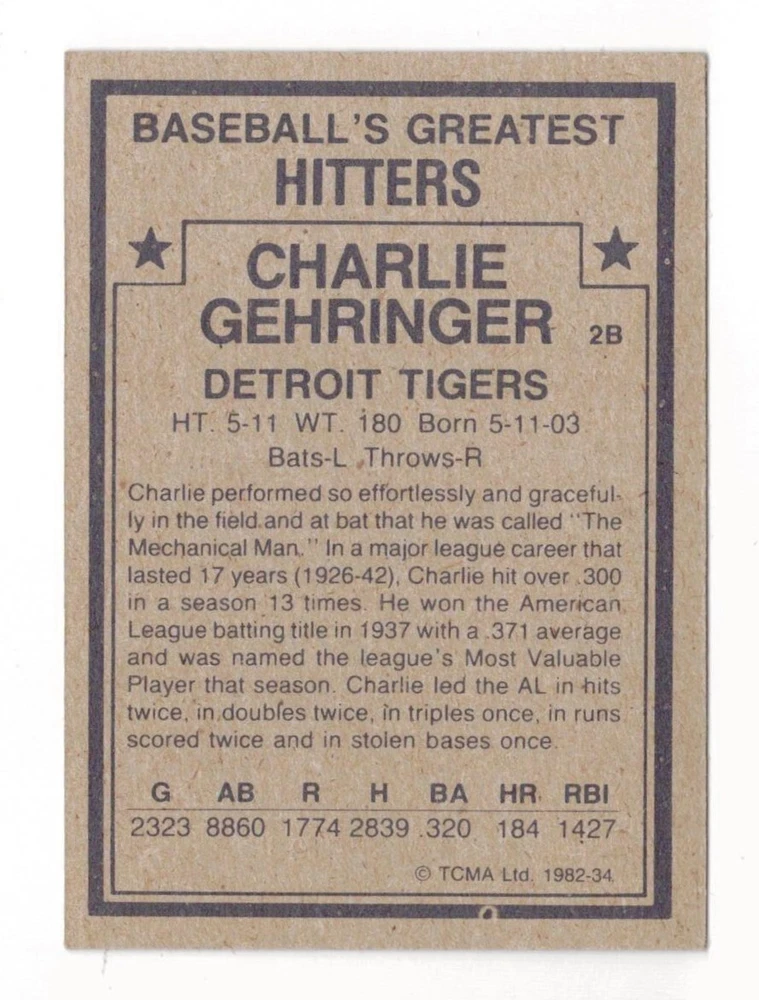 BASEBALL'S GREATEST
HITTERS
CHARLIE
GEHRINGER 2B
DETROIT TIGERS
HT. 5-11 WT. 180 Born 5-11-03
Bats-L Throws-R
Charlie performed so effortlessly and graceful-
ly in the field and at bat that he was called "The
Mechanical Man." In a major league career that
lasted 17 years (1926-42), Charlie hit over .300
in a season 13 times. He won the American
League batting title in 1937 with a .371 average
and was named the league's Most Valuable
Player that season. Charlie led the AL in hits
twice, in doubles twice, in triples once, in runs
scored twice and in stolen bases once.
G AB R H BA HR RBI
2323 8860 1774 2839 .320 184 1427
© TCMA Ltd. 1982-34